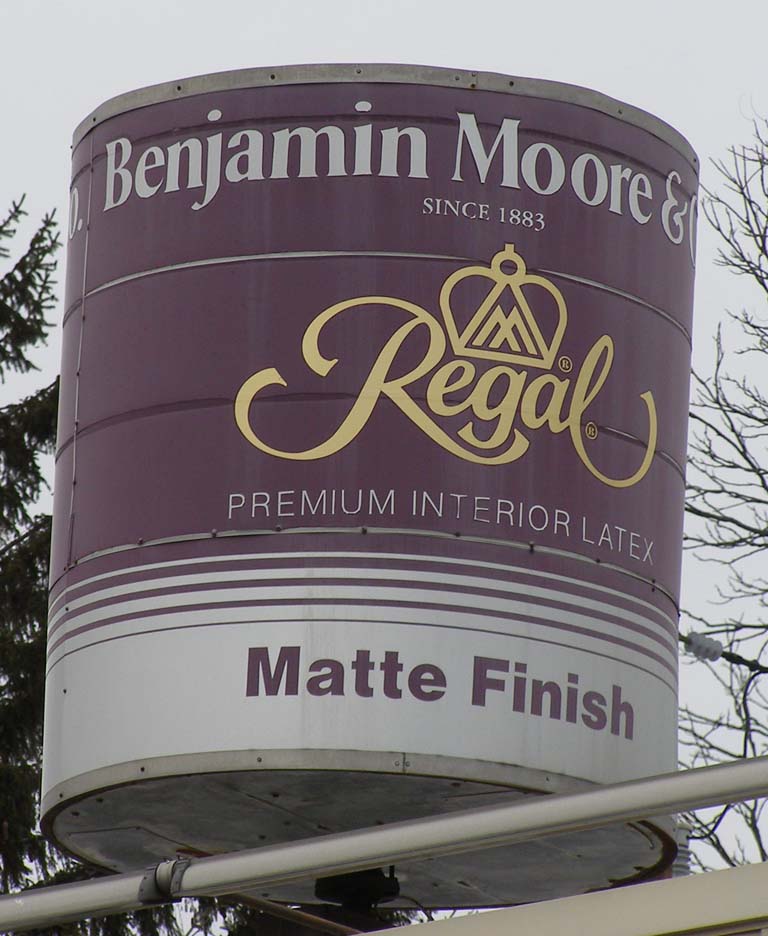 Benjamin Moore &
SINCE 1883
Regal®
®
PREMIUM INTERIOR LATEX
Matte Finish